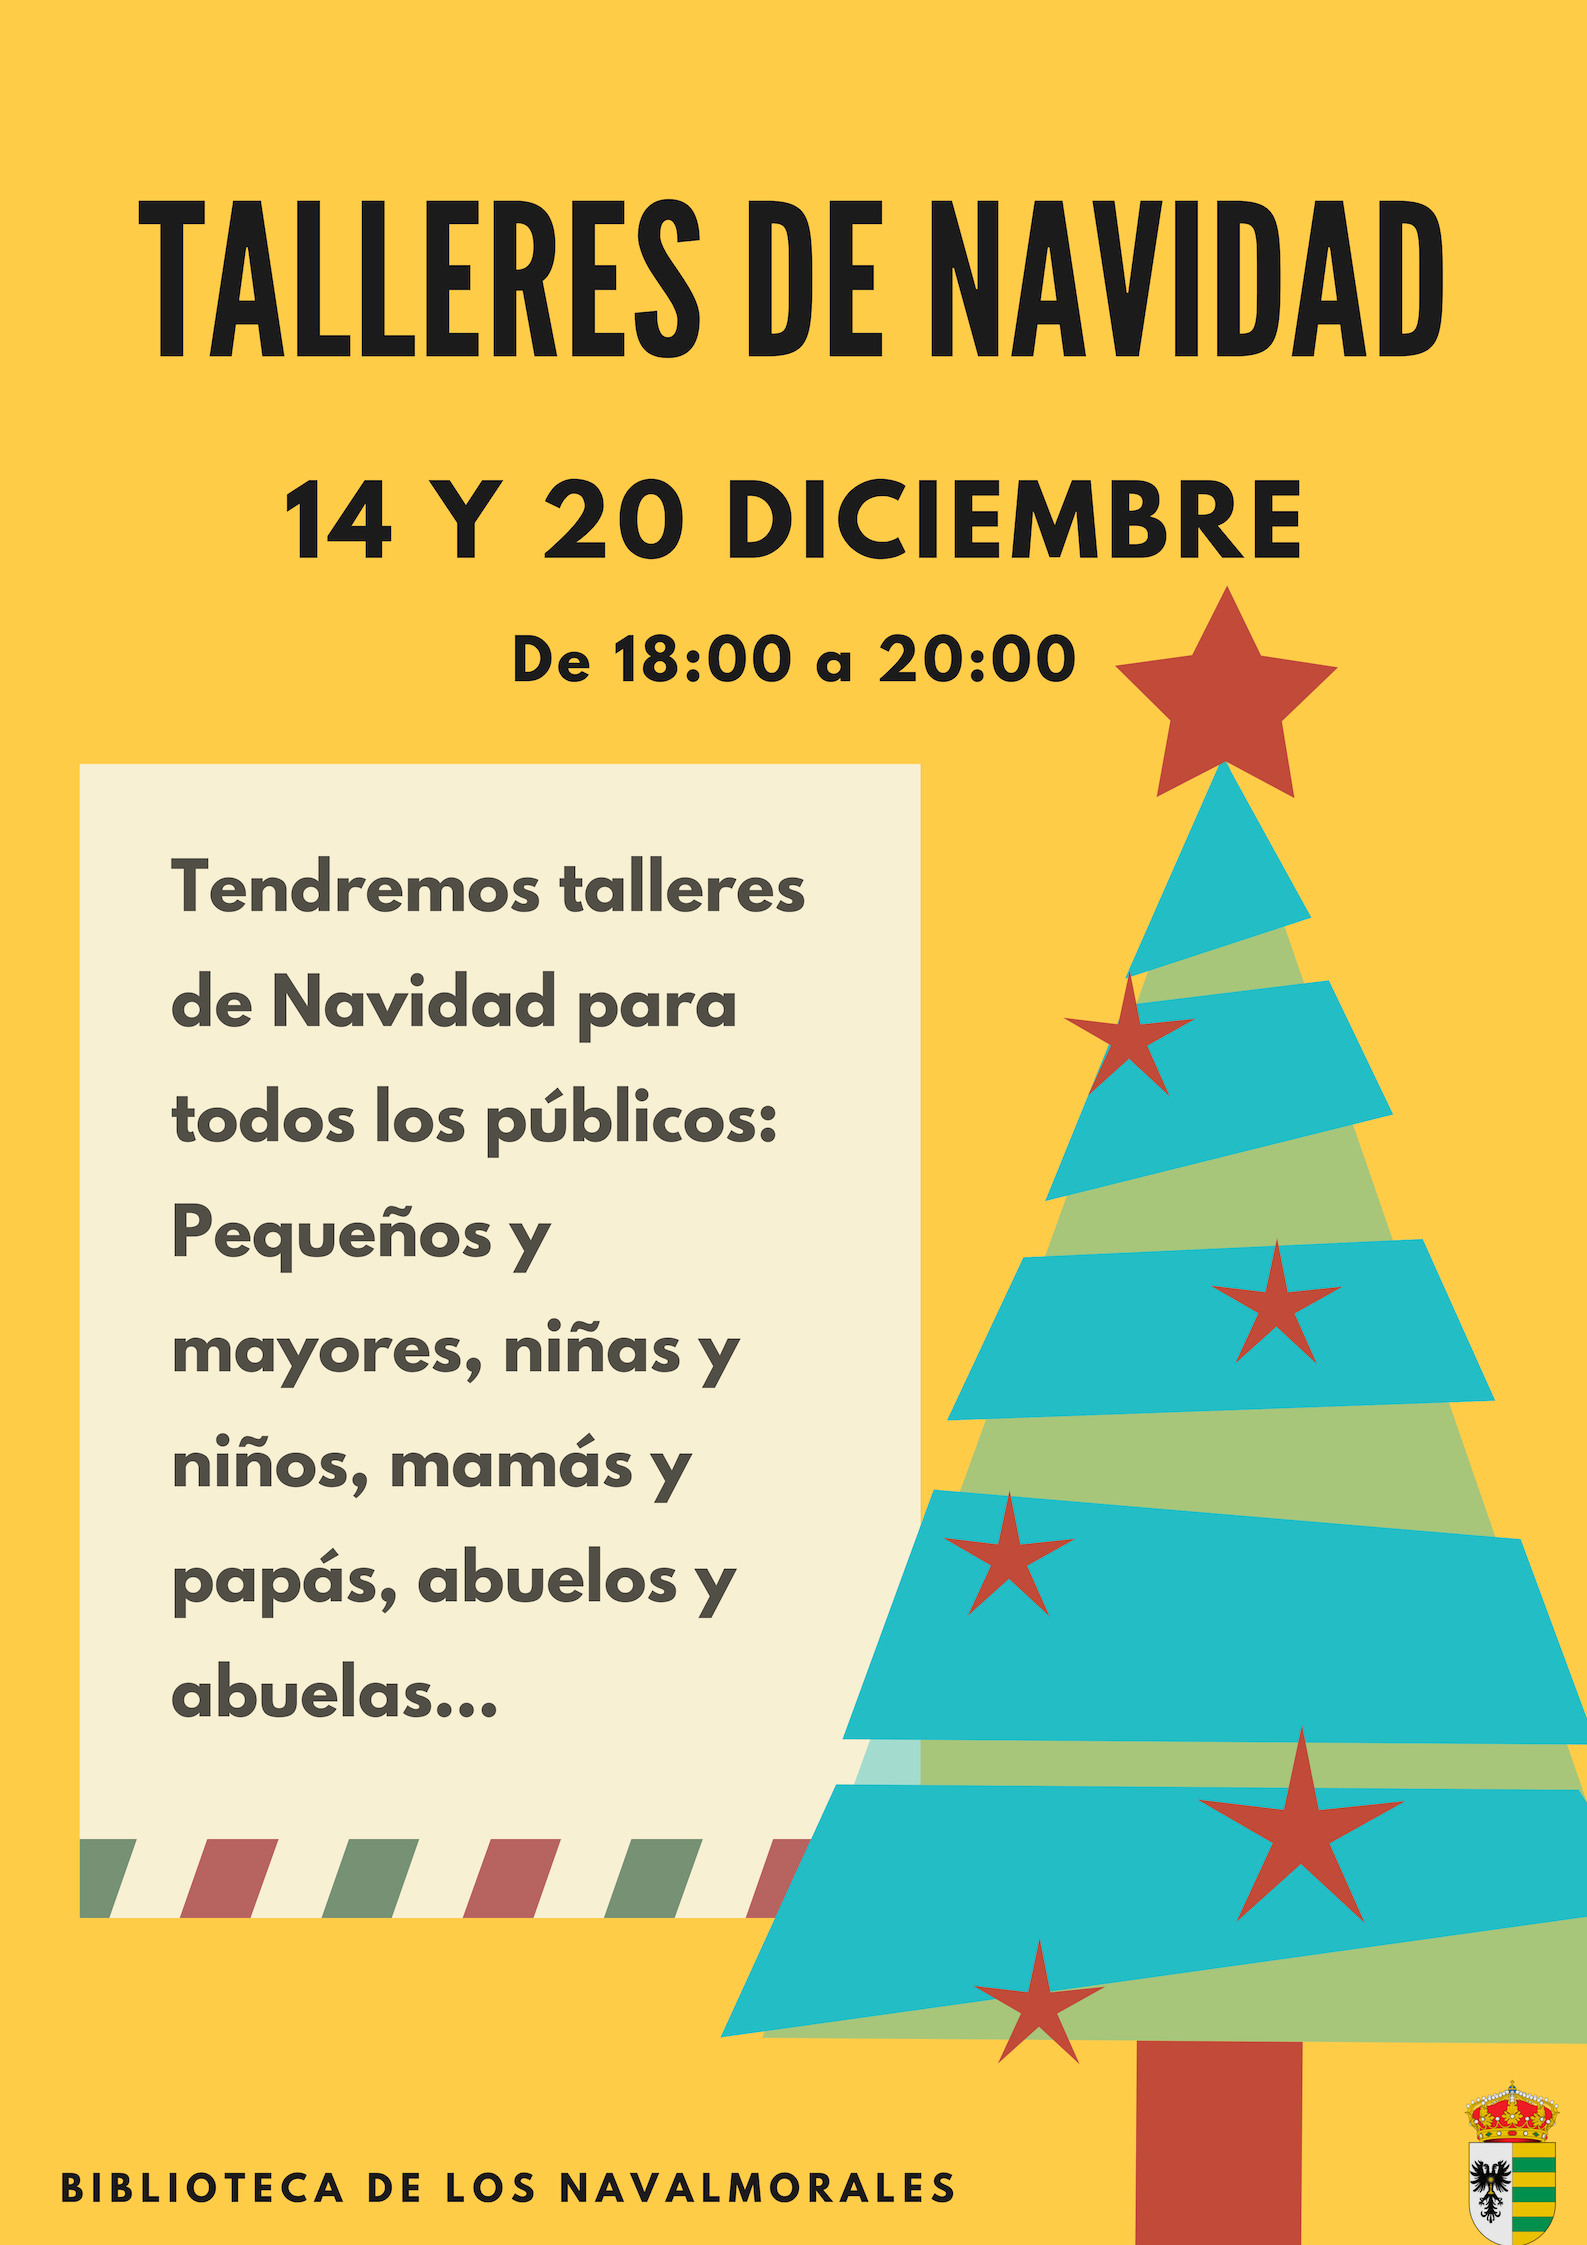 TALLERES DE NAVIDAD
14 Y 20 DICIEMBRE
De 18:00 a 20:00
Tendremos talleres
de Navidad para
todos los públicos:
Pequeños y
mayores, niñas y
niños, mamás y
papás, abuelos y
abuelas...
BIBLIOTECA DE LOS NAVALMORALES